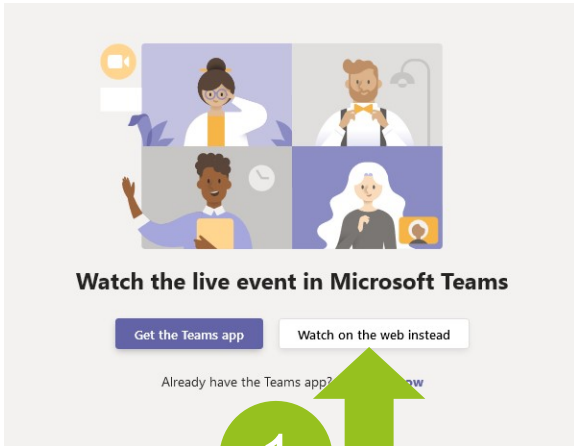 Watch the live event in Microsoft Teams
Get the Teams app
Watch on the web instead
Already have the Teams app?
1